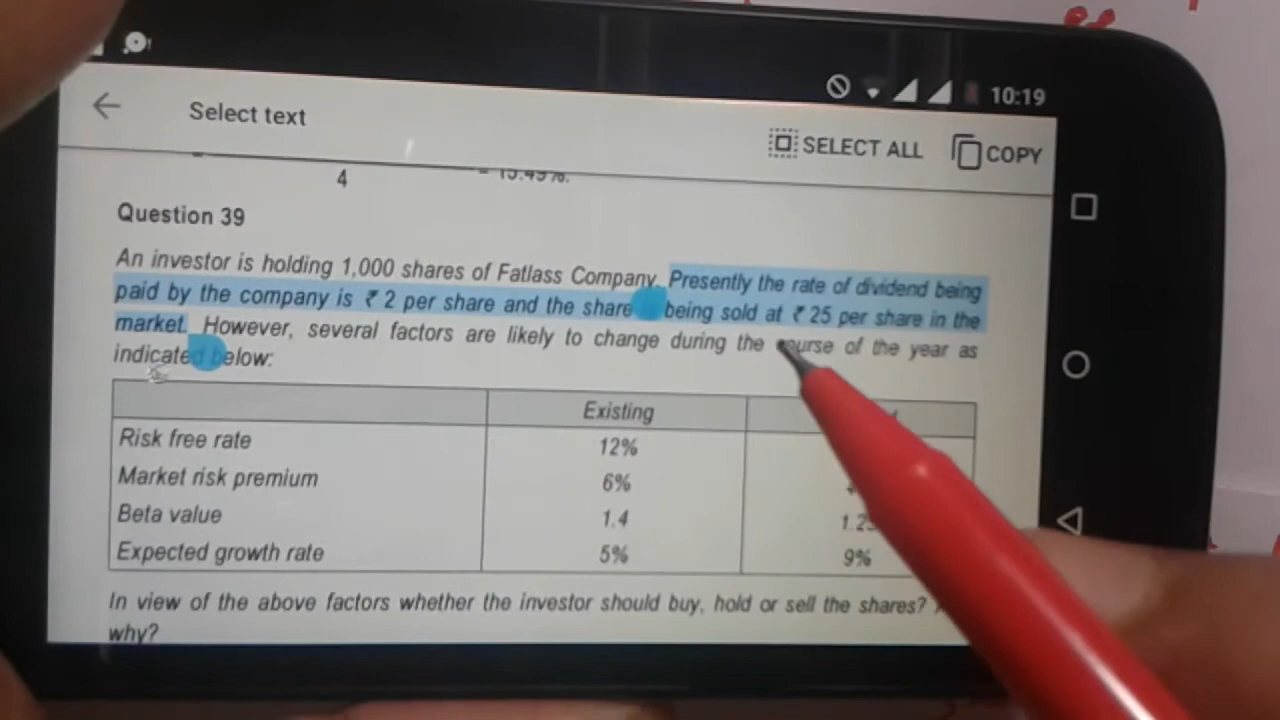 10:19
Select text
SELECT ALL
COPY
4
Question 39
An investor is holding 1,000 shares of Fatlass Company. Presently the rate of dividend being
paid by the company is ₹ 2 per share and the share being sold at ₹ 25 per share in the
market. However, several factors are likely to change during the course of the year as
indicated below:
Existing
Risk free rate 12%
Market risk premium 6%
Beta value 1.4
Expected growth rate 5% 9%
In view of the above factors whether the investor should buy, hold or sell the shares?
why?